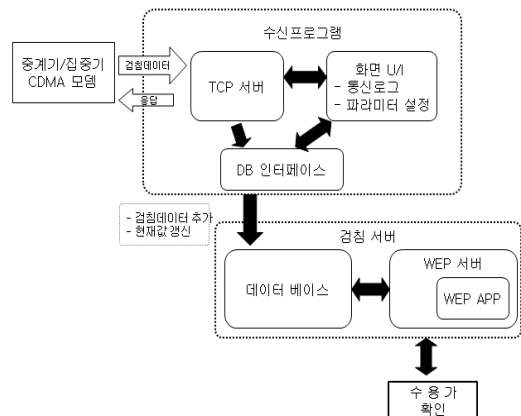 수신프로그램
중계기/집중기
CDMA 모뎀
검침데이터
응답
TCP 서버
화면 U/I
- 통신로그
- 파라미터 설정
DB 인터페이스
- 검침데이터 추가
- 현재값 갱신
검침 서버
데이터 베이스
WEP 서버
WEP APP
수 용 가
확인